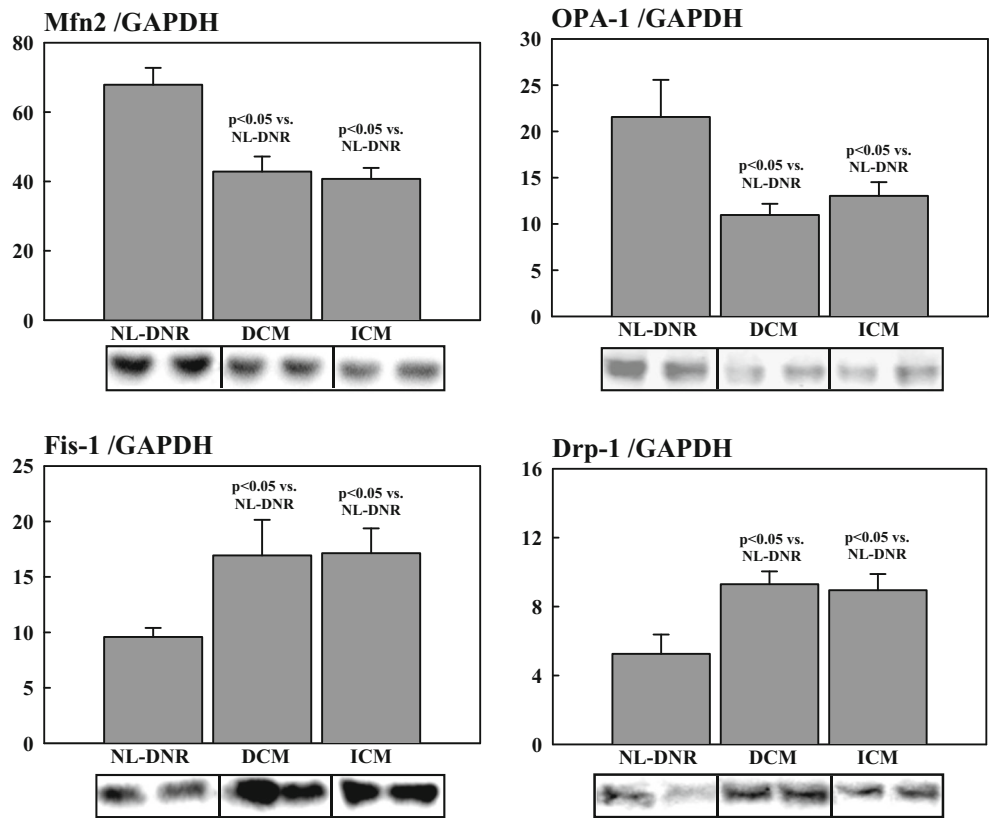 Mfn2 /GAPDH
80
60
40
20
0
p<0.05 vs.
NL-DNR
p<0.05 vs.
NL-DNR
NL-DNR DCM ICM
OPA-1 /GAPDH
30
25
20
15
10
5
0
p<0.05 vs.
NL-DNR
p<0.05 vs.
NL-DNR
NL-DNR DCM ICM
Fis-1 /GAPDH
25
20
15
10
5
0
p<0.05 vs.
NL-DNR
p<0.05 vs.
NL-DNR
NL-DNR DCM ICM
Drp-1 /GAPDH
16
12
8
4
0
p<0.05 vs.
NL-DNR
p<0.05 vs.
NL-DNR
NL-DNR DCM ICM